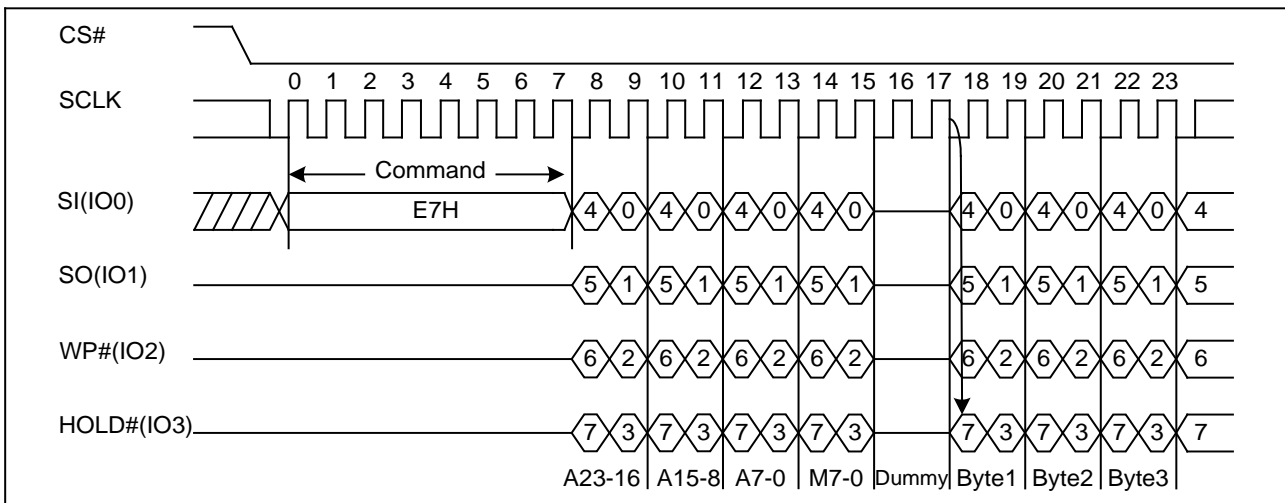 CS#
0 1 2 3 4 5 6 7 8 9 10 11 12 13 14 15 16 17 18 19 20 21 22 23
SCLK
Command
SI(IO0) E7H 4 0 4 0 4 0 4 0 4 0 4 0 4 0 4
SO(IO1) 5 1 5 1 5 1 5 1 5 1 5 1 5 1 5
WP#(IO2) 6 2 6 2 6 2 6 2 6 2 6 2 6 2 6
HOLD#(IO3) 7 3 7 3 7 3 7 3 7 3 7 3 7 3 7
A23-16 A15-8 A7-0 M7-0 Dummy Byte1 Byte2 Byte3